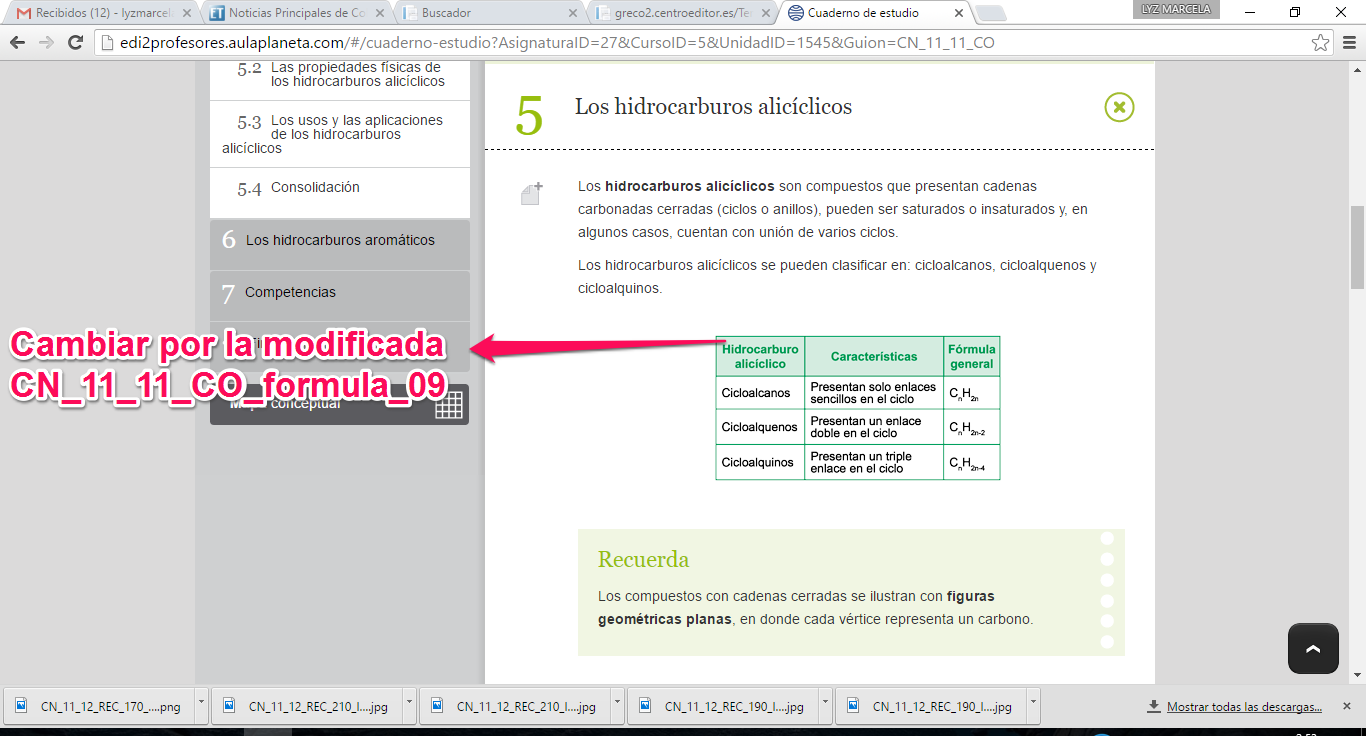 Recibidos (12) - lyzmarcel
Noticias Principales de Co
Buscador
greco2.centroeditor.es/Te
Cuaderno de estudio
LYZ MARCELA
edi2profesores.aulaplaneta.com/#/cuaderno-estudio?AsignaturaID=27&CursoID=5&UnidadID=1545&Guion=CN_11_11_CO
5.2 Las propiedades físicas de
los hidrocarburos alicíclicos
5.3 Los usos y las aplicaciones
de los hidrocarburos
alicíclicos
5.4 Consolidación
6 Los hidrocarburos aromáticos
7 Competencias
Cambiar por la modificada
CN_11_11_CO_formula_09
Mapa conceptual
5 Los hidrocarburos alicíclicos
Los hidrocarburos alicíclicos son compuestos que presentan cadenas
carbonadas cerradas (ciclos o anillos), pueden ser saturados o insaturados y, en
algunos casos, cuentan con unión de varios ciclos.
Los hidrocarburos alicíclicos se pueden clasificar en: cicloalcanos, cicloalquenos y
cicloalquinos.
Hidrocarburo alicíclico Características Fórmula general
Cicloalcanos Presentan solo enlaces sencillos en el ciclo CnH2n
Cicloalquenos Presentan un enlace doble en el ciclo CnH2n-2
Cicloalquinos Presentan un triple enlace en el ciclo CnH2n-4
Recuerda
Los compuestos con cadenas cerradas se ilustran con figuras
geométricas planas, en donde cada vértice representa un carbono.
CN_11_12_REC_170_....png
CN_11_12_REC_210_I....jpg
CN_11_12_REC_210_I....jpg
CN_11_12_REC_190_I....jpg
CN_11_12_REC_190_I....jpg
Mostrar todas las descargas...